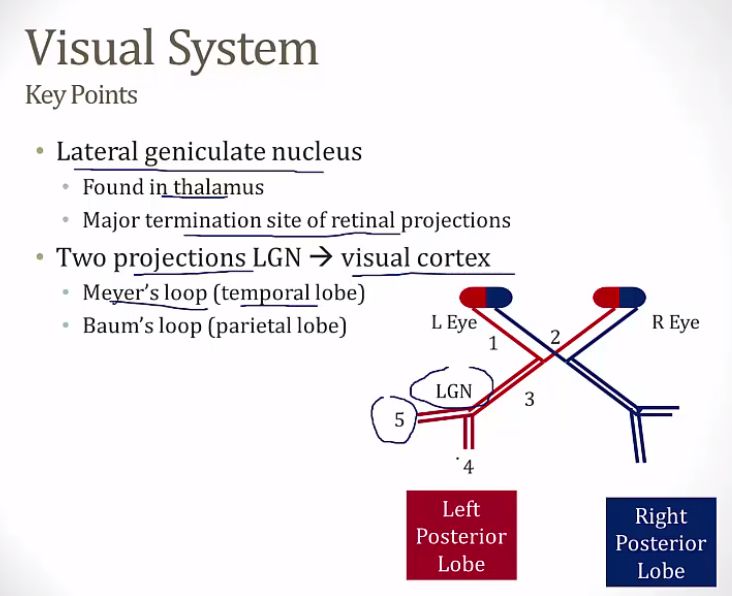 Visual System
Key Points
• Lateral geniculate nucleus
• Found in thalamus
• Major termination site of retinal projections
• Two projections LGN → visual cortex
• Meyer's loop (temporal lobe)
• Baum's loop (parietal lobe)
L Eye
R Eye
1
2
LGN
3
5
4
Left
Posterior
Lobe
Right
Posterior
Lobe